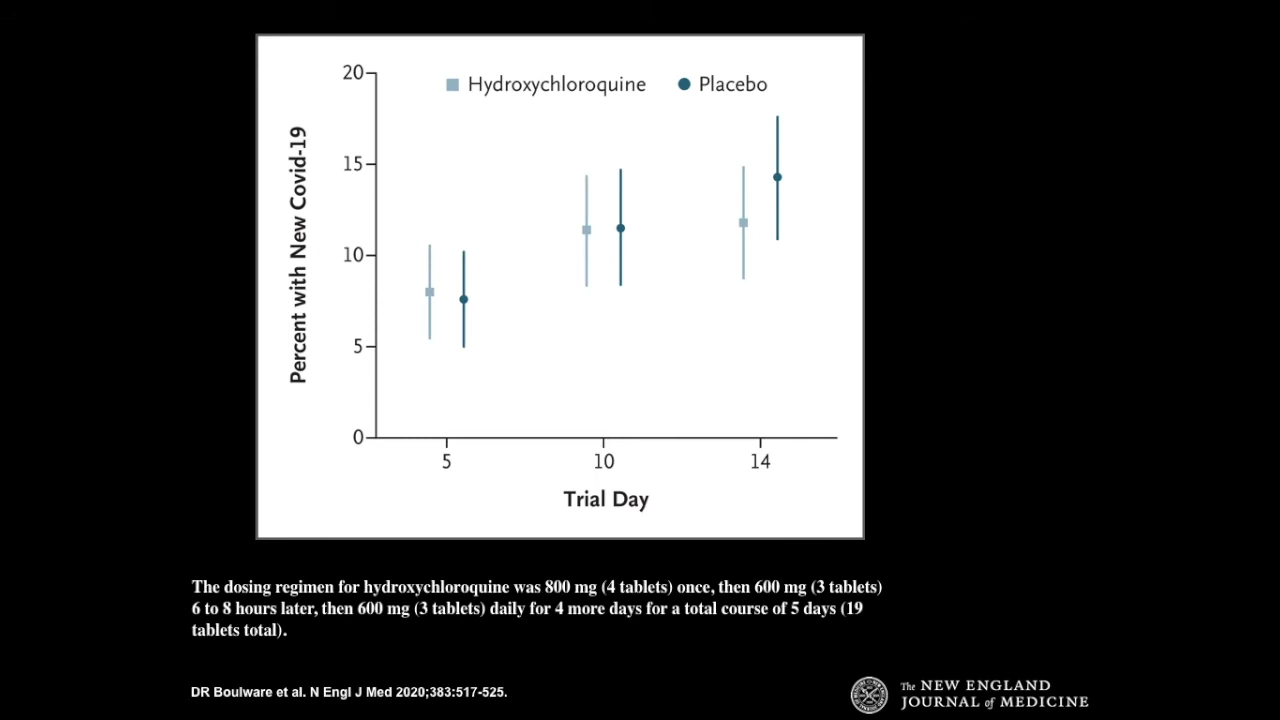 20
Hydroxychloroquine
Placebo
15
10
5
0
Percent with New Covid-19
5
10
14
Trial Day
The dosing regimen for hydroxychloroquine was 800 mg (4 tablets) once, then 600 mg (3 tablets)
6 to 8 hours later, then 600 mg (3 tablets) daily for 4 more days for a total course of 5 days (19
tablets total).
DR Boulware et al. N Engl J Med 2020;383:517-525.
The NEW ENGLAND
JOURNAL of MEDICINE